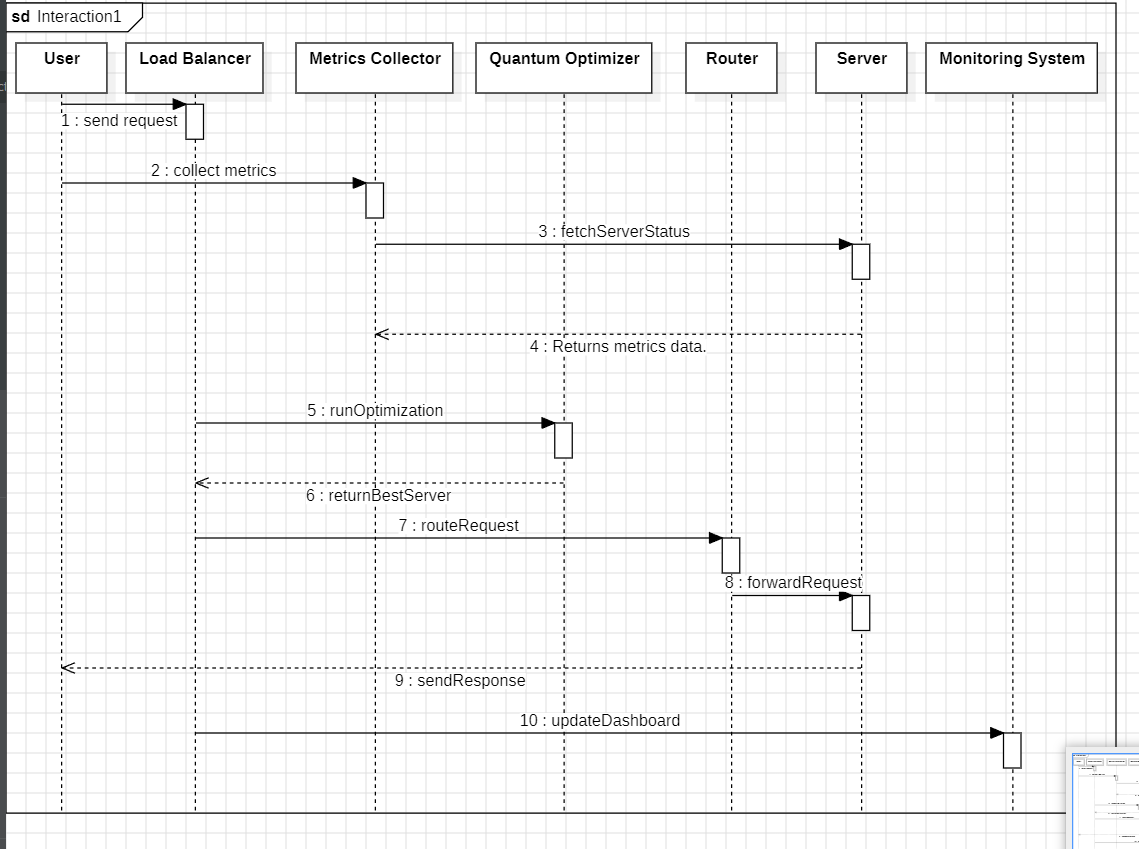 sd Interaction1
User
Load Balancer
Metrics Collector
Quantum Optimizer
Router
Server
Monitoring System
1 : send request
2 : collect metrics
3 : fetchServerStatus
4 : Returns metrics data.
5 : runOptimization
6 : returnBestServer
7 : routeRequest
8 : forwardRequest
9 : sendResponse
10 : updateDashboard